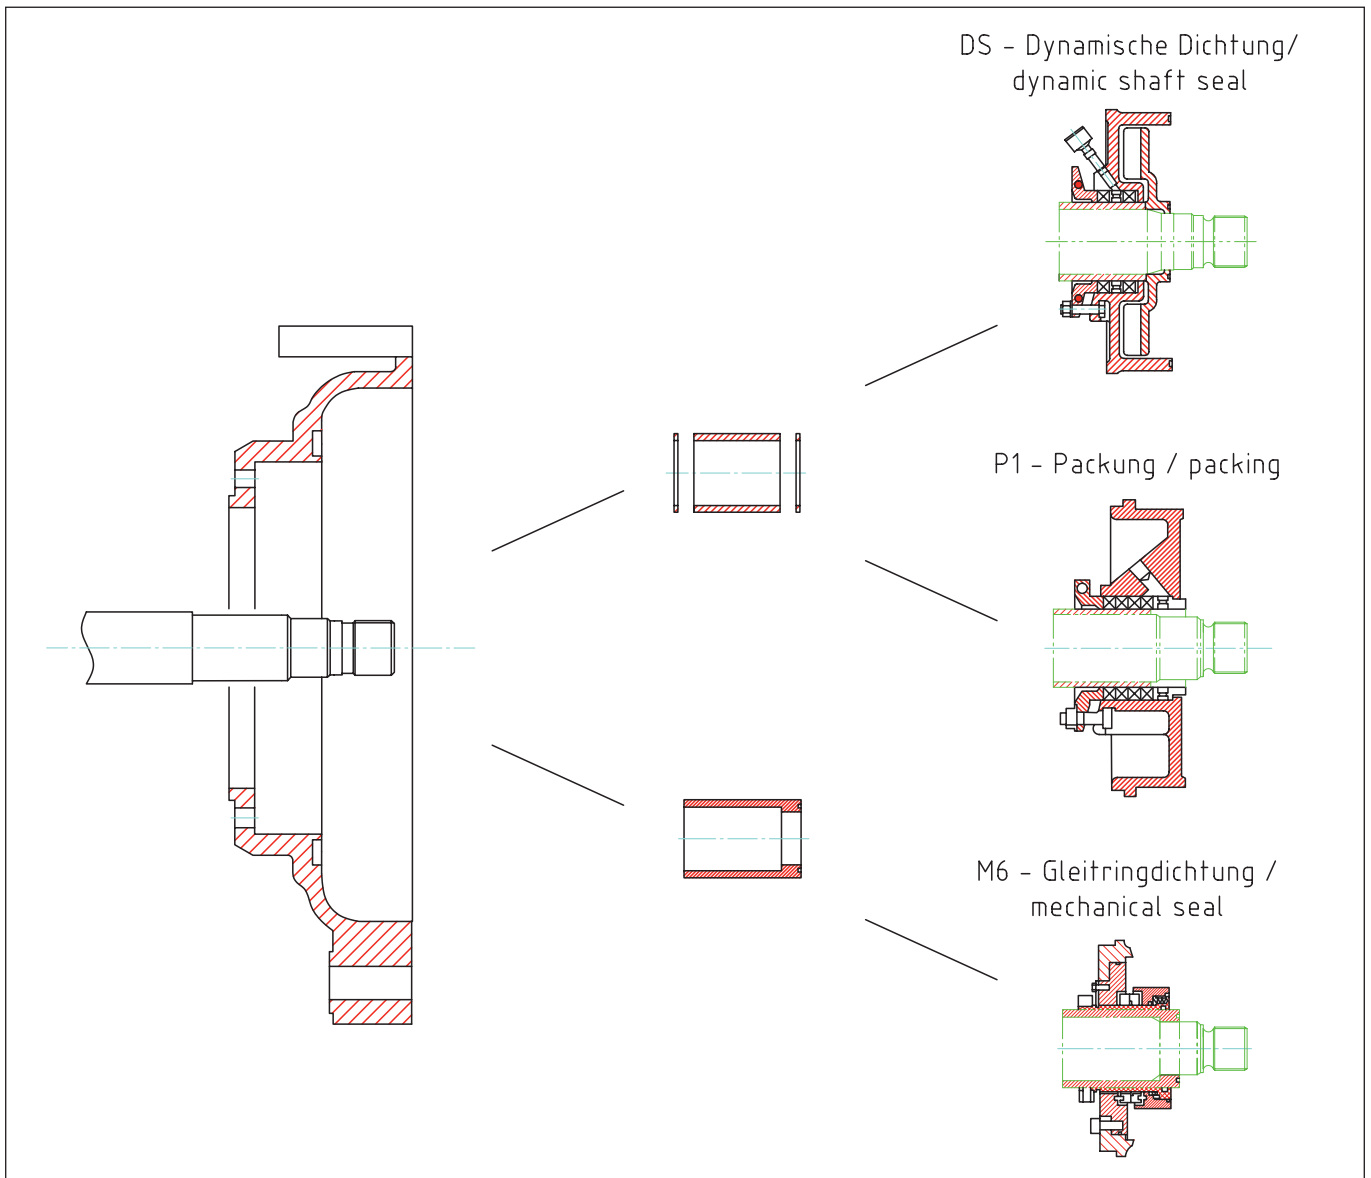 DS - Dynamische Dichtung/
dynamic shaft seal
P1 - Packung / packing
M6 - Gleitringdichtung /
mechanical seal